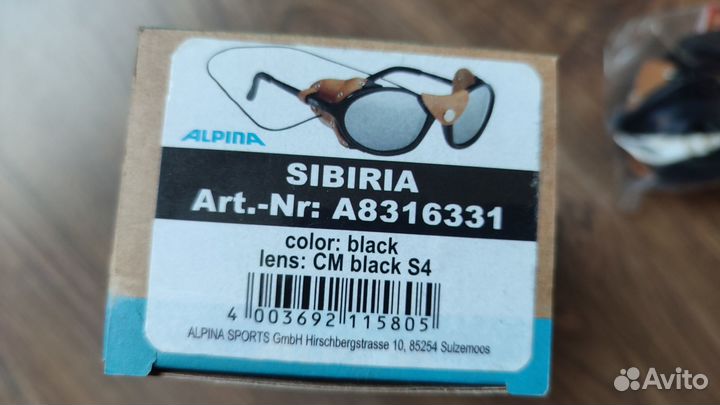 ALPINA
SIBIRIA
Art.-Nr: A8316331
color: black
lens: CM black S4
4 003692 115805
ALPINA SPORTS GmbH Hirschbergstrasse 10, 85254 Sulzemoos
Avito